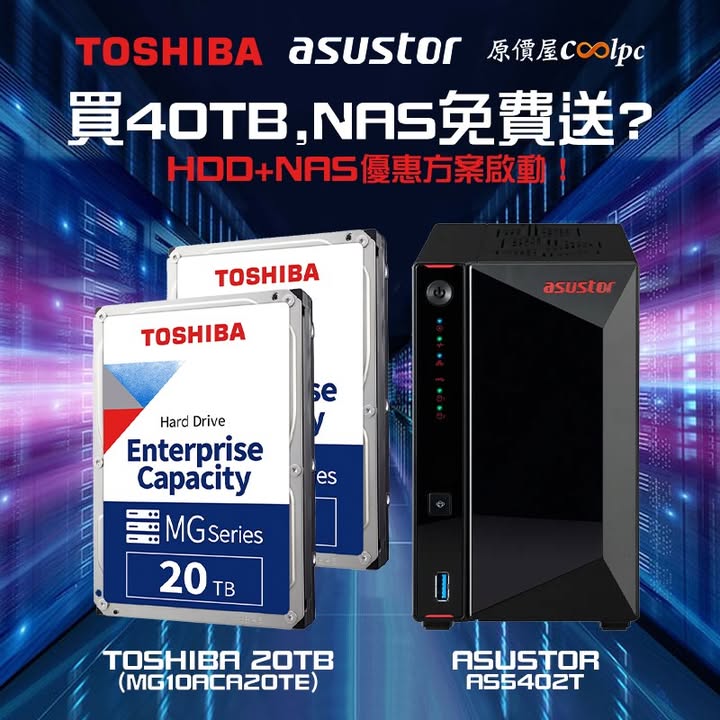 TOSHIBA asustor 原價屋coolpc
買40TB,NAS免費送?
HDD+NAS優惠方案啟動！
TOSHIBA
TOSHIBA
Hard Drive
Enterprise
Capacity
MG Series
20 TB
se
y
es
asustor
TOSHIBA 20TB
(MG10ACA20TE)
ASUSTOR
AS5402T